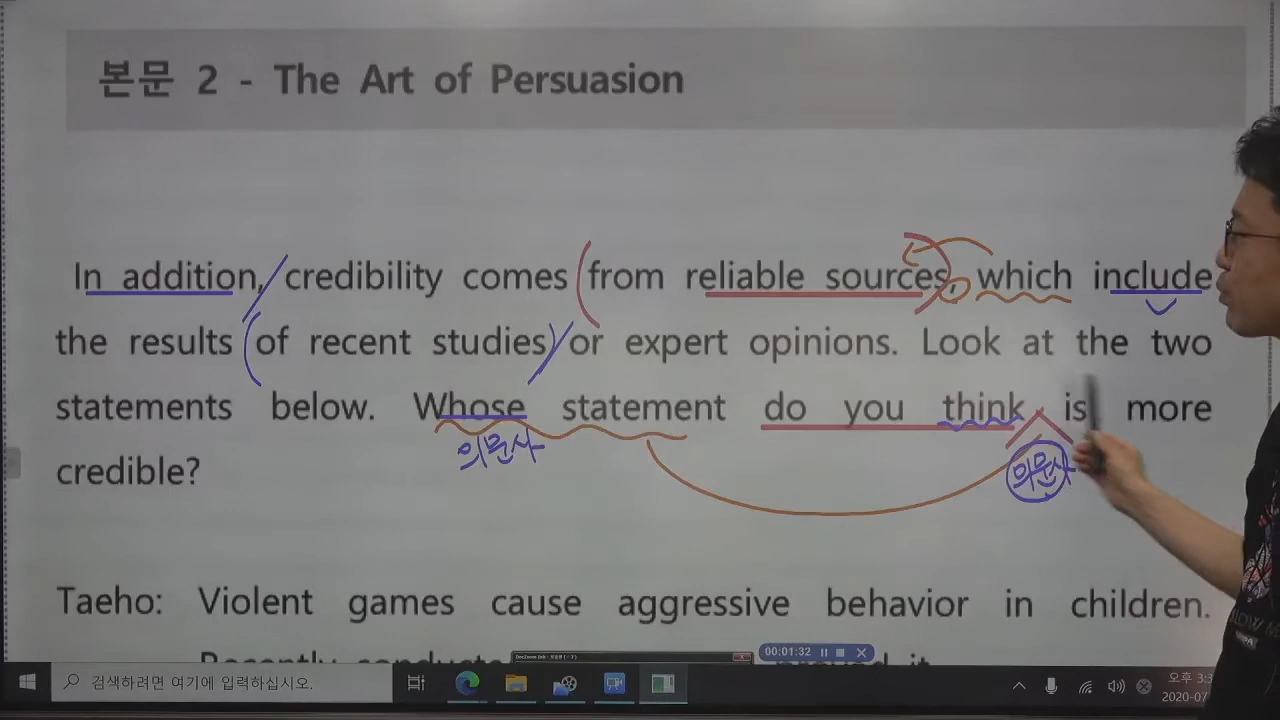 본문 2 - The Art of Persuasion
In addition, credibility comes from reliable sources, which include
the results of recent studies or expert opinions. Look at the two
statements below. Whose statement do you think is more
credible?
의문사
의문사
Taeho: Violent games cause aggressive behavior in children.
Recently
00:01:32
검색하려면 여기에 입력하십시오.
오후 3:3
2020-07